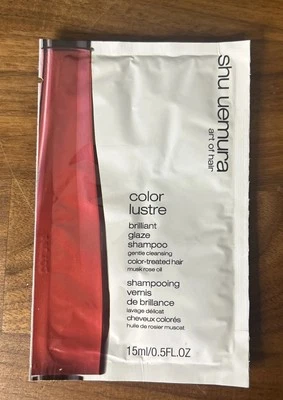 shu uemura
art of hair
color
lustre
brilliant
glaze
shampoo
gentle cleansing
color-treated hair
musk rose oil
shampooing
vernis
de brillance
lavage délicat
cheveux colorés
huile de rosier muscat
15ml/0.5FL.OZ